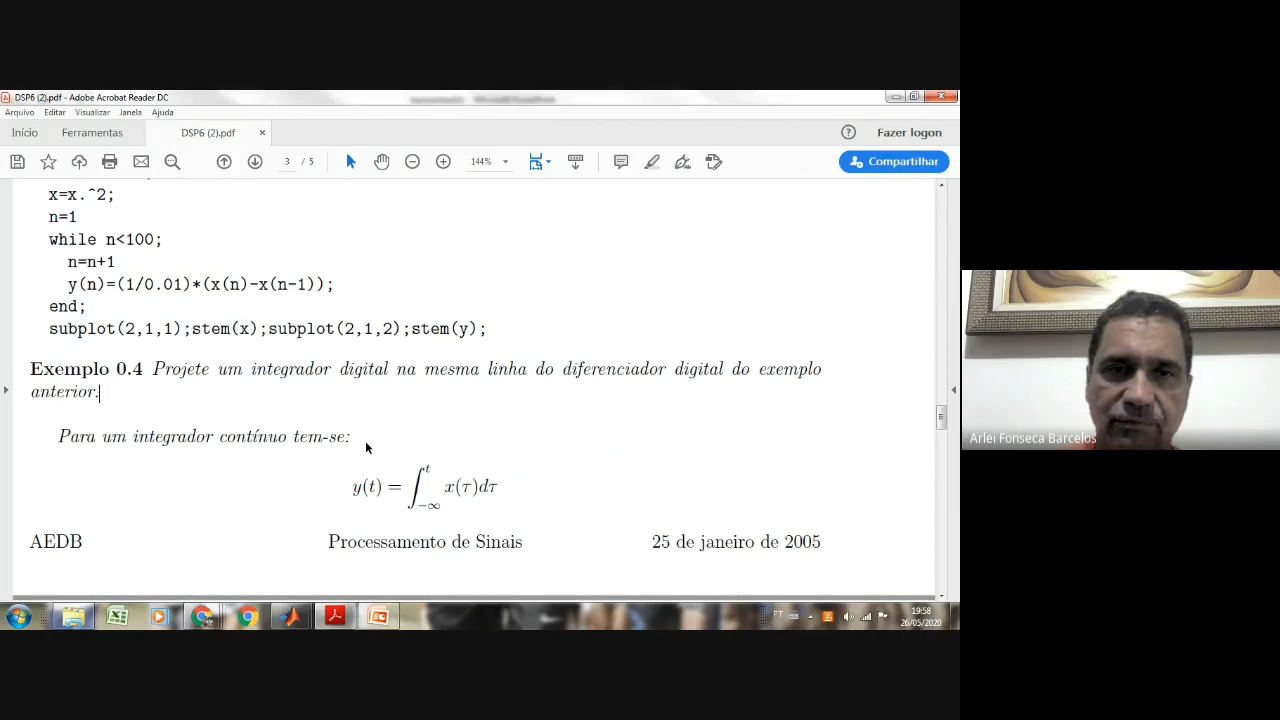 DSP6 (2).pdf - Adobe Acrobat Reader DC
Arquivo Editar Visualizar Janela Ajuda
Início Ferramentas DSP6 (2).pdf × Fazer logon
3 / 5 144% Compartilhar
x=x.^2;
n=1
while n<100;
n=n+1
y(n)=(1/0.01)*(x(n)-x(n-1));
end;
subplot(2,1,1);stem(x);subplot(2,1,2);stem(y);
Exemplo 0.4 Projete um integrador digital na mesma linha do diferenciador digital do exemplo
anterior.
Para um integrador contínuo tem-se:
y(t) = ∫_{-∞}^{t} x(τ)dτ
AEDB Processamento de Sinais 25 de janeiro de 2005
Arlei Fonseca Barcelos
PT 19:58
26/05/2020